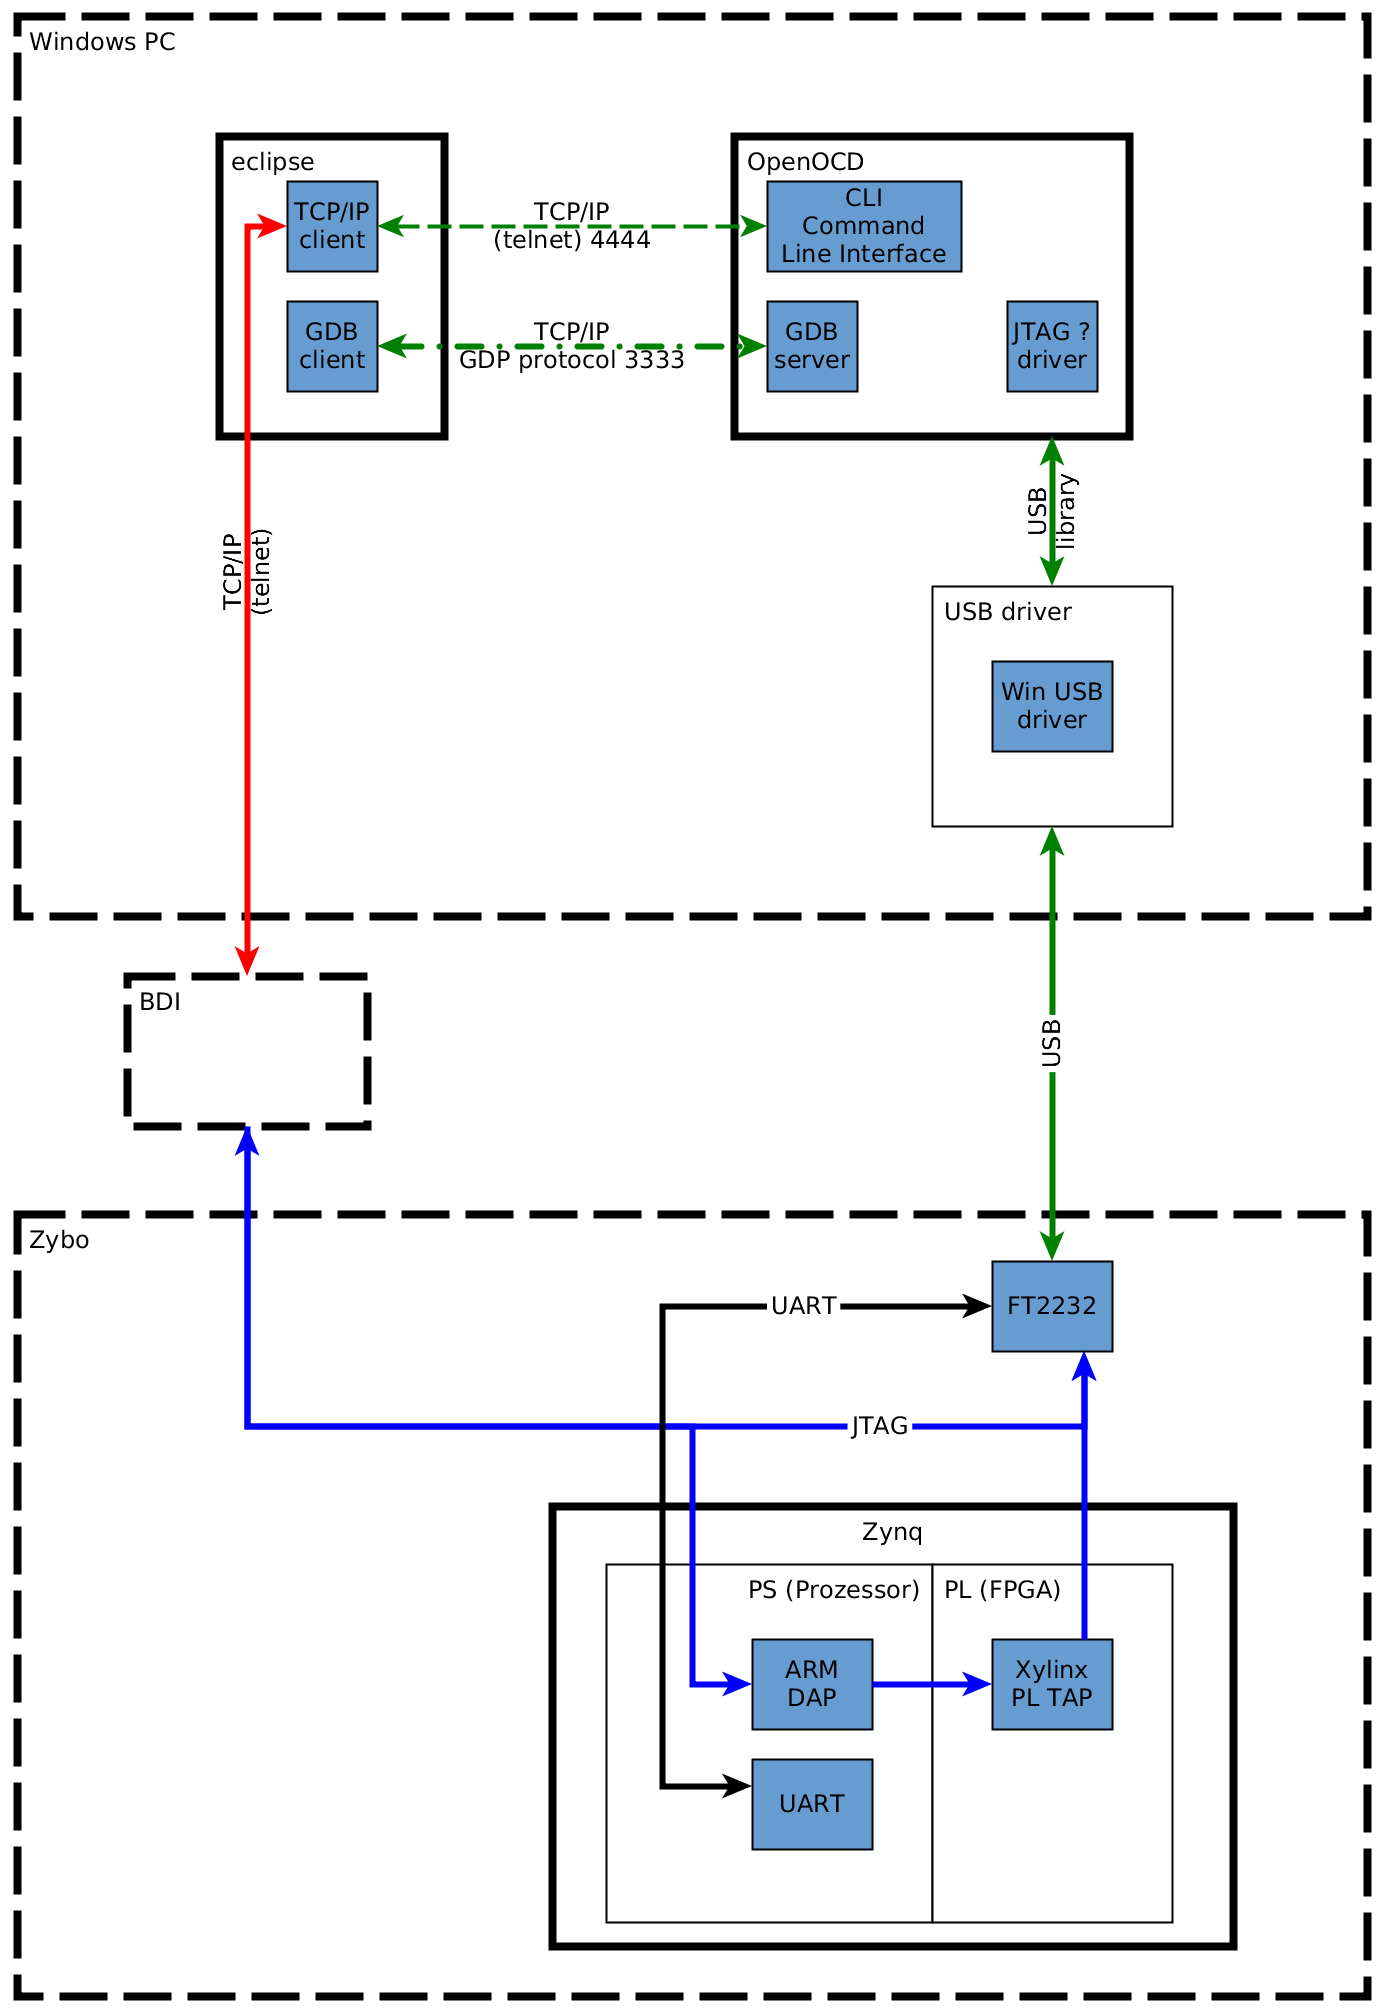 Windows PC
eclipse
TCP/IP
client
TCP/IP
(telnet) 4444
OpenOCD
CLI
Command
Line Interface
GDB
client
TCP/IP
GDP protocol 3333
GDB
server
JTAG ?
driver
TCP/IP
(telnet)
USB
library
USB driver
Win USB
driver
BDI
USB
Zybo
UART
FT2232
JTAG
Zynq
PS (Prozessor)
PL (FPGA)
ARM
DAP
Xylinx
PL TAP
UART